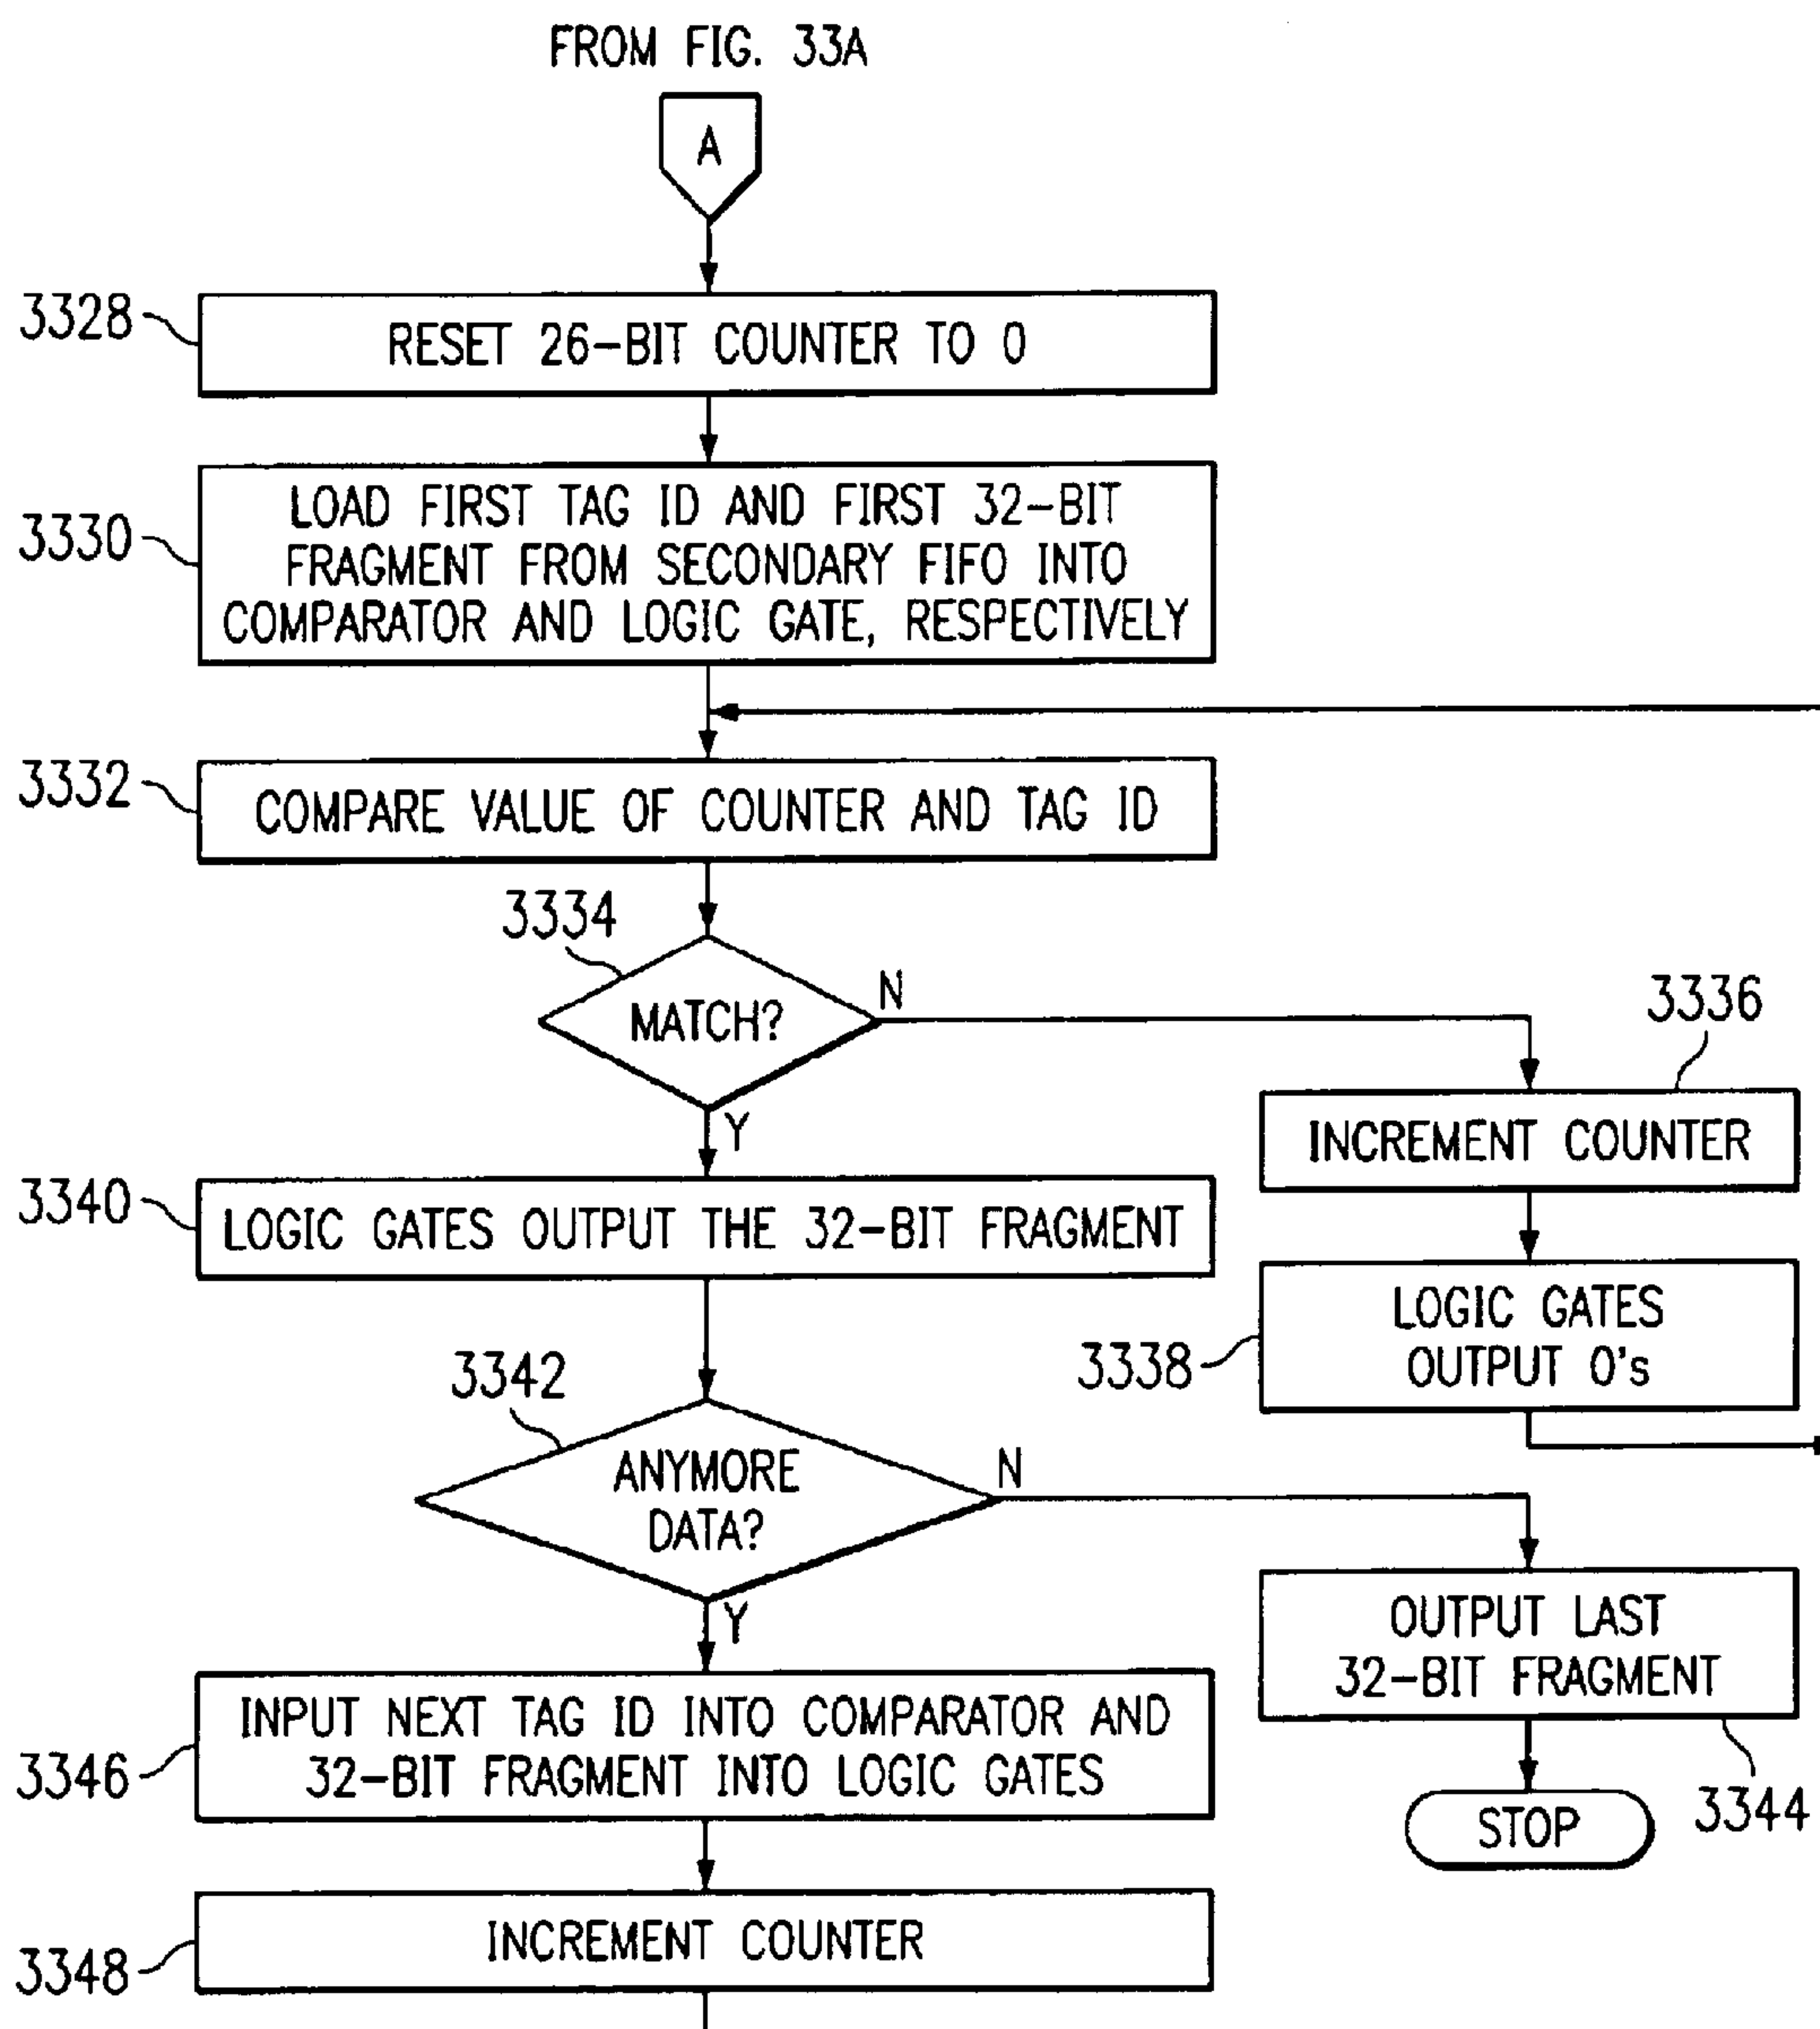 FROM FIG. 33A
A
3328
RESET 26-BIT COUNTER TO 0
3330
LOAD FIRST TAG ID AND FIRST 32-BIT
FRAGMENT FROM SECONDARY FIFO INTO
COMPARATOR AND LOGIC GATE, RESPECTIVELY
3332
COMPARE VALUE OF COUNTER AND TAG ID
3334
MATCH?
N
Y
3336
INCREMENT COUNTER
3338
LOGIC GATES
OUTPUT 0's
3340
LOGIC GATES OUTPUT THE 32-BIT FRAGMENT
3342
ANYMORE
DATA?
N
Y
OUTPUT LAST
32-BIT FRAGMENT
3344
STOP
3346
INPUT NEXT TAG ID INTO COMPARATOR AND
32-BIT FRAGMENT INTO LOGIC GATES
3348
INCREMENT COUNTER